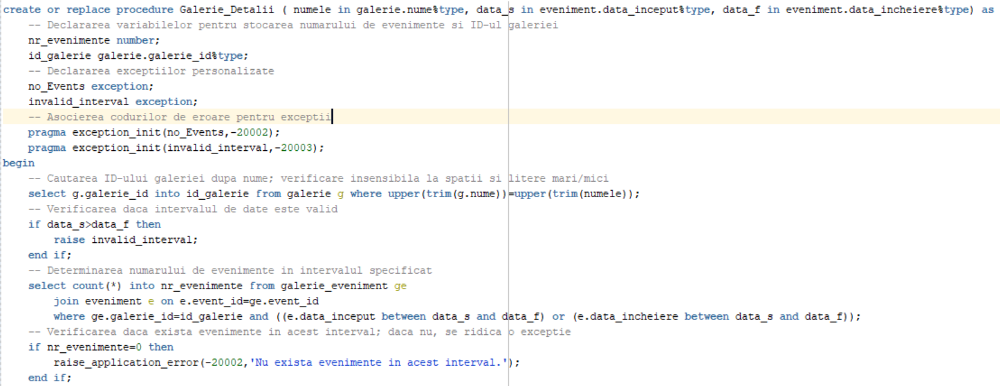 create or replace procedure Galerie_Detalii ( numele in galerie.nume%type, data_s in eveniment.data_inceput%type, data_f in eveniment.data_incheiere%type) as
    -- Declararea variabilelor pentru stocarea numarului de evenimente si ID-ul galeriei
    nr_evenimente number;
    id_galerie galerie.galerie_id%type;
    -- Declararea exceptiilor personalizate
    no_Events exception;
    invalid_interval exception;
    -- Asocierea codurilor de eroare pentru exceptii
    pragma exception_init(no_Events,-20002);
    pragma exception_init(invalid_interval,-20003);
begin
    -- Cautarea ID-ului galeriei dupa nume; verificare insensibila la spatii si litere mari/mici
    select g.galerie_id into id_galerie from galerie g where upper(trim(g.nume))=upper(trim(numele));
    -- Verificarea daca intervalul de date este valid
    if data_s>data_f then
        raise invalid_interval;
    end if;
    -- Determinarea numarului de evenimente in intervalul specificat
    select count(*) into nr_evenimente from galerie_eveniment ge
        join eveniment e on e.event_id=ge.event_id
        where ge.galerie_id=id_galerie and ((e.data_inceput between data_s and data_f) or (e.data_incheiere between data_s and data_f));
    -- Verificarea daca exista evenimente in acest interval; daca nu, se ridica o exceptie
    if nr_evenimente=0 then
        raise_application_error(-20002,'Nu exista evenimente in acest interval.');
    end if;